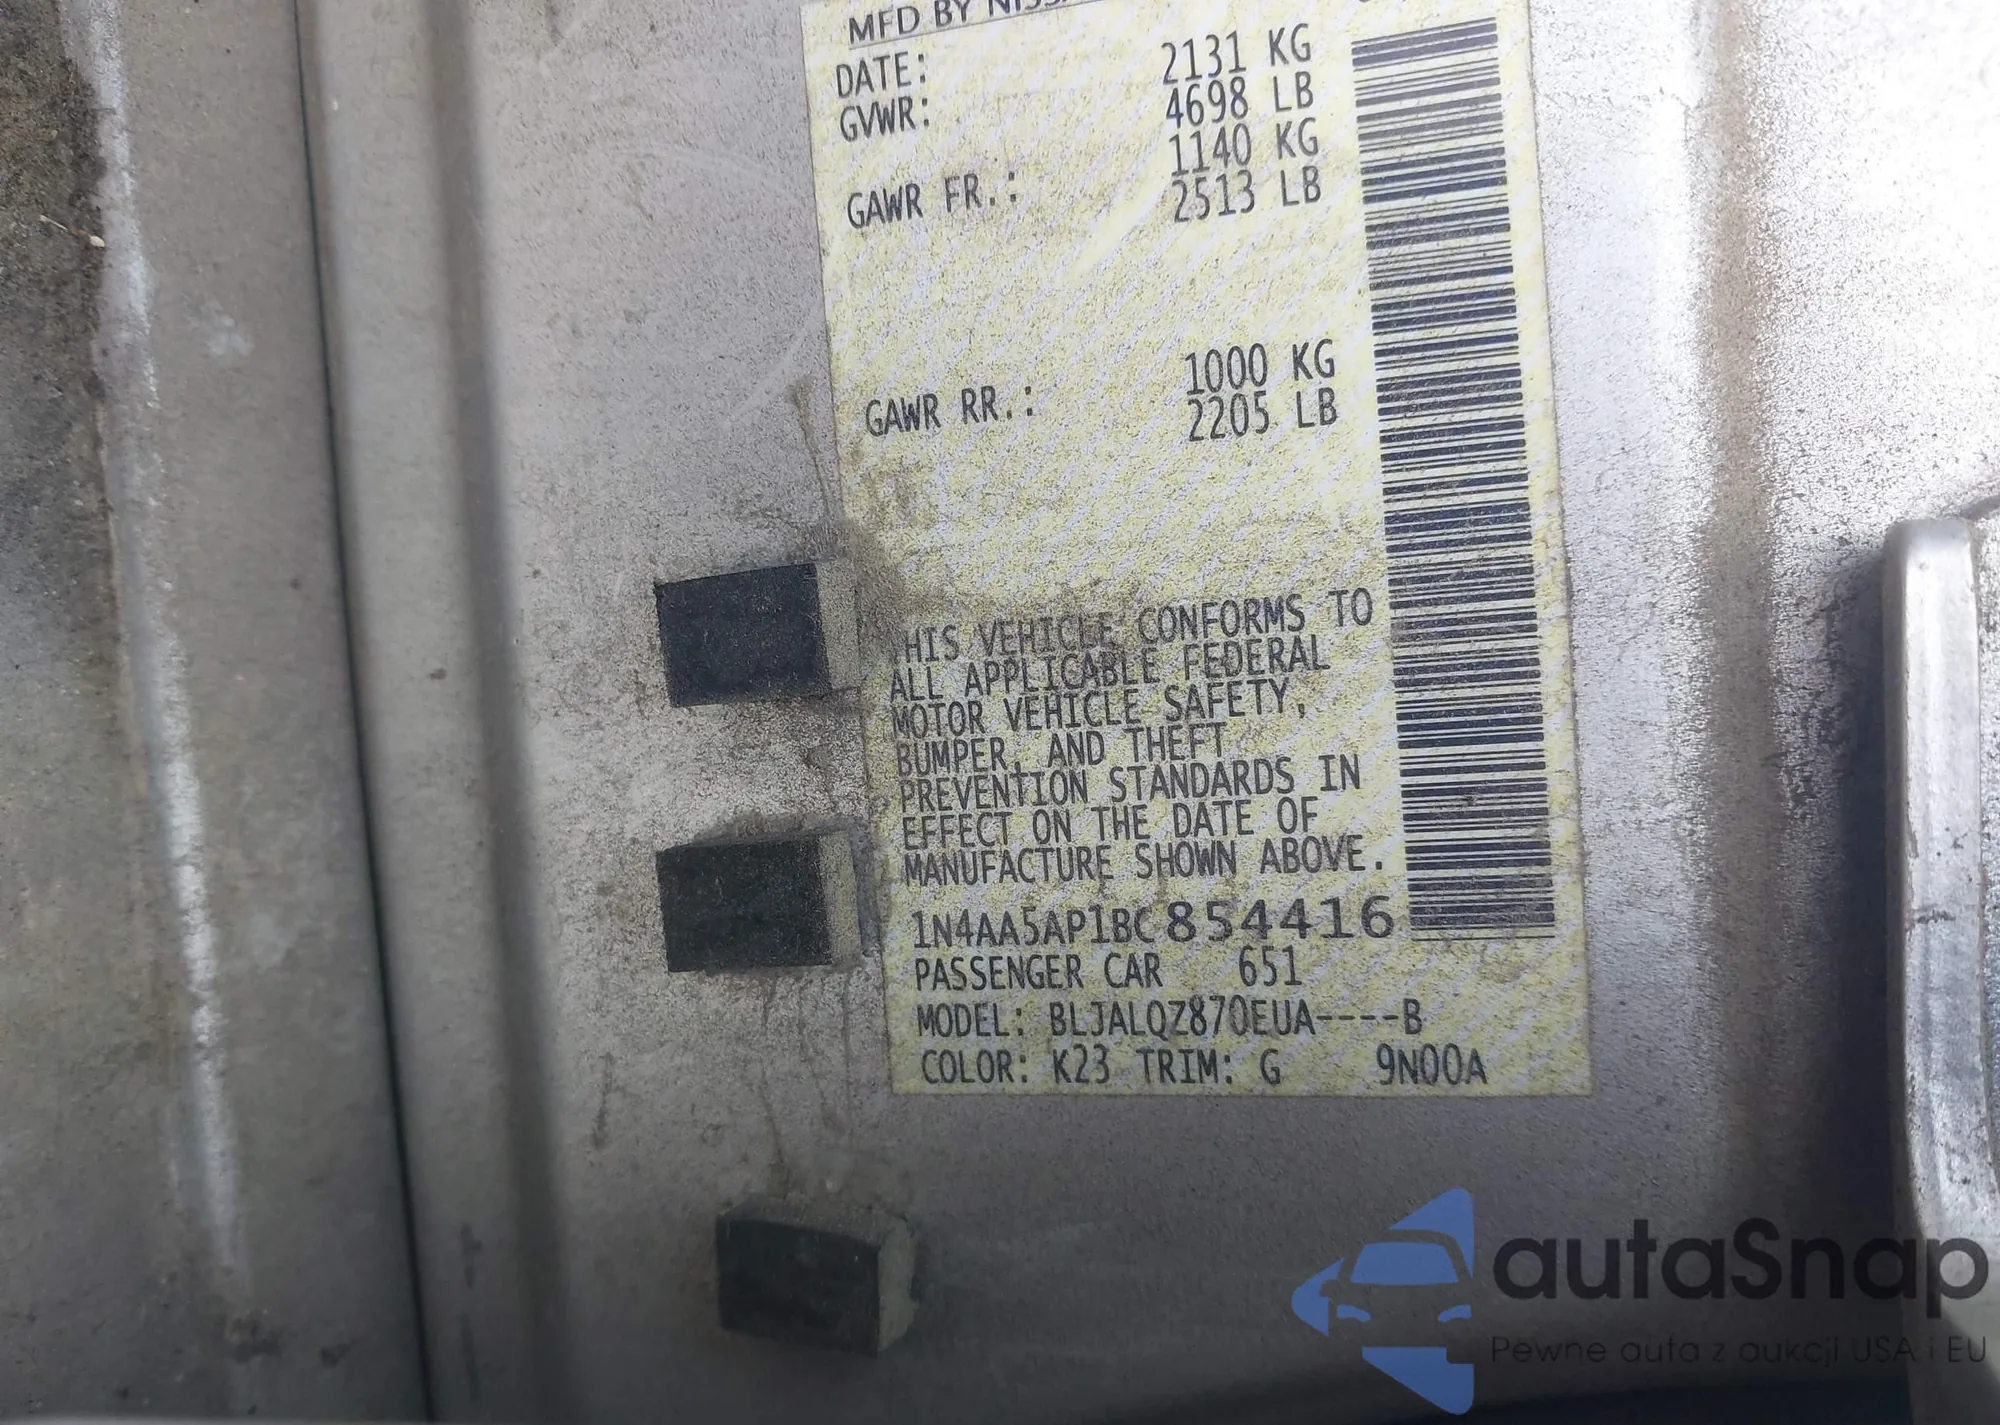 MFD BY NISSA
DATE:
2131 KG
GVWR:
4698 LB
1140 KG
GAWR FR.:
2513 LB
1000 KG
GAWR RR.:
2205 LB
THIS VEHICLE CONFORMS TO
ALL APPLICABLE FEDERAL
MOTOR VEHICLE SAFETY,
BUMPER, AND THEFT
PREVENTION STANDARDS IN
EFFECT ON THE DATE OF
MANUFACTURE SHOWN ABOVE.
1N4AA5AP1BC854416
PASSENGER CAR 651
MODEL: BLJALQZ870EUA----B
COLOR: K23 TRIM: G 9N00A
autaSnap
Pewne auta z aukcji USA i EU